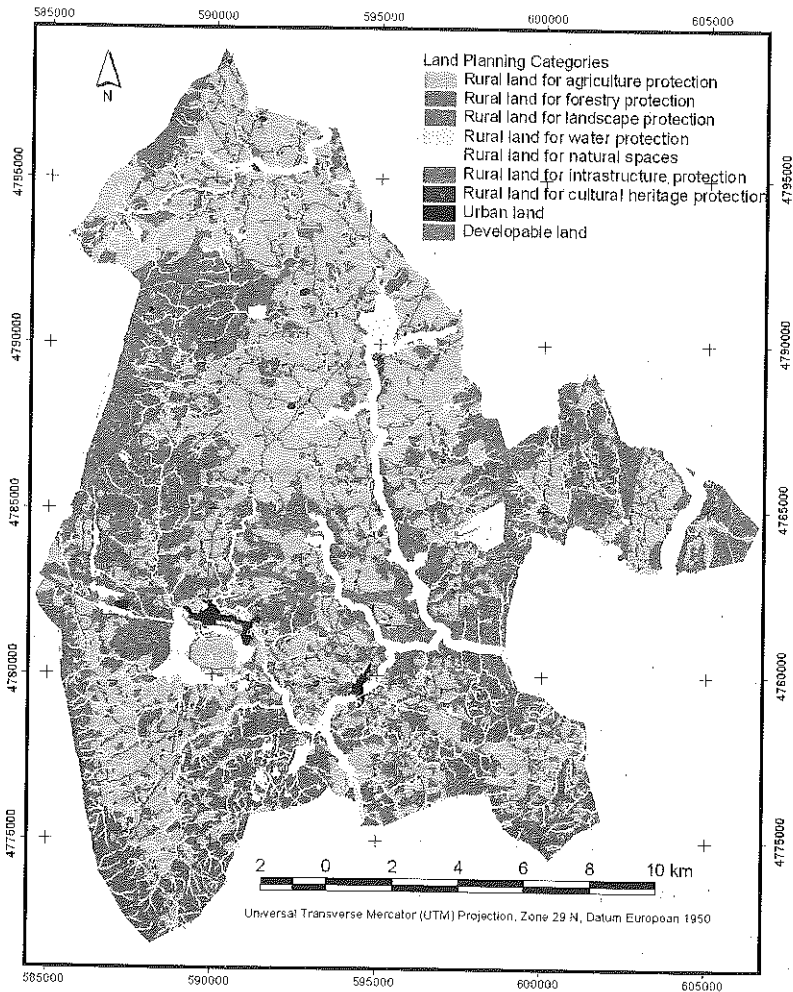 585000 590000 595000 600000 605000
N
Land Planning Categories
Rural land for agriculture protection
Rural land for forestry protection
Rural land for landscape protection
Rural land for water protection
Rural land for natural spaces
Rural land for intrastructure protection
Rural land for cultural heritage protection
Urban land
Developable land
4795000 4795000
4790000 4790000
4785000 4785000
4780000 4780000
4775000 4775000
2 0 2 4 6 8 10 km
Universal Transverse Mercator (UTM) Projection, Zone 29 N, Datum European 1950
585000 590000 595000 600000 605000